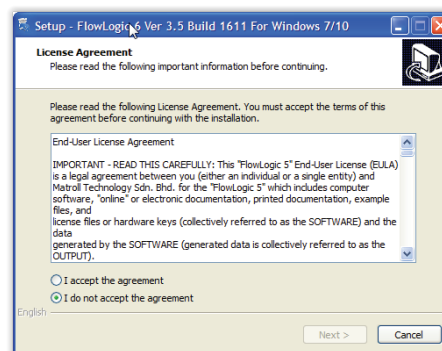 Setup - FlowLogic 6 Ver 3.5 Build 1611 For Windows 7/10
License Agreement
Please read the following important information before continuing.
Please read the following License Agreement. You must accept the terms of this
agreement before continuing with the installation.
End-User License Agreement
IMPORTANT - READ THIS CAREFULLY: This "FlowLogic 5" End-User License (EULA)
is a legal agreement between you (either an individual or a single entity) and
Matroll Technology Sdn. Bhd. for the "FlowLogic 5" which includes computer
software, "online" or electronic documentation, printed documentation, example
files, and
license files or hardware keys (collectively referred to as the SOFTWARE) and the
data
generated by the SOFTWARE (generated data is collectively referred to as the
OUTPUT).
I accept the agreement
I do not accept the agreement
English
Next >
Cancel